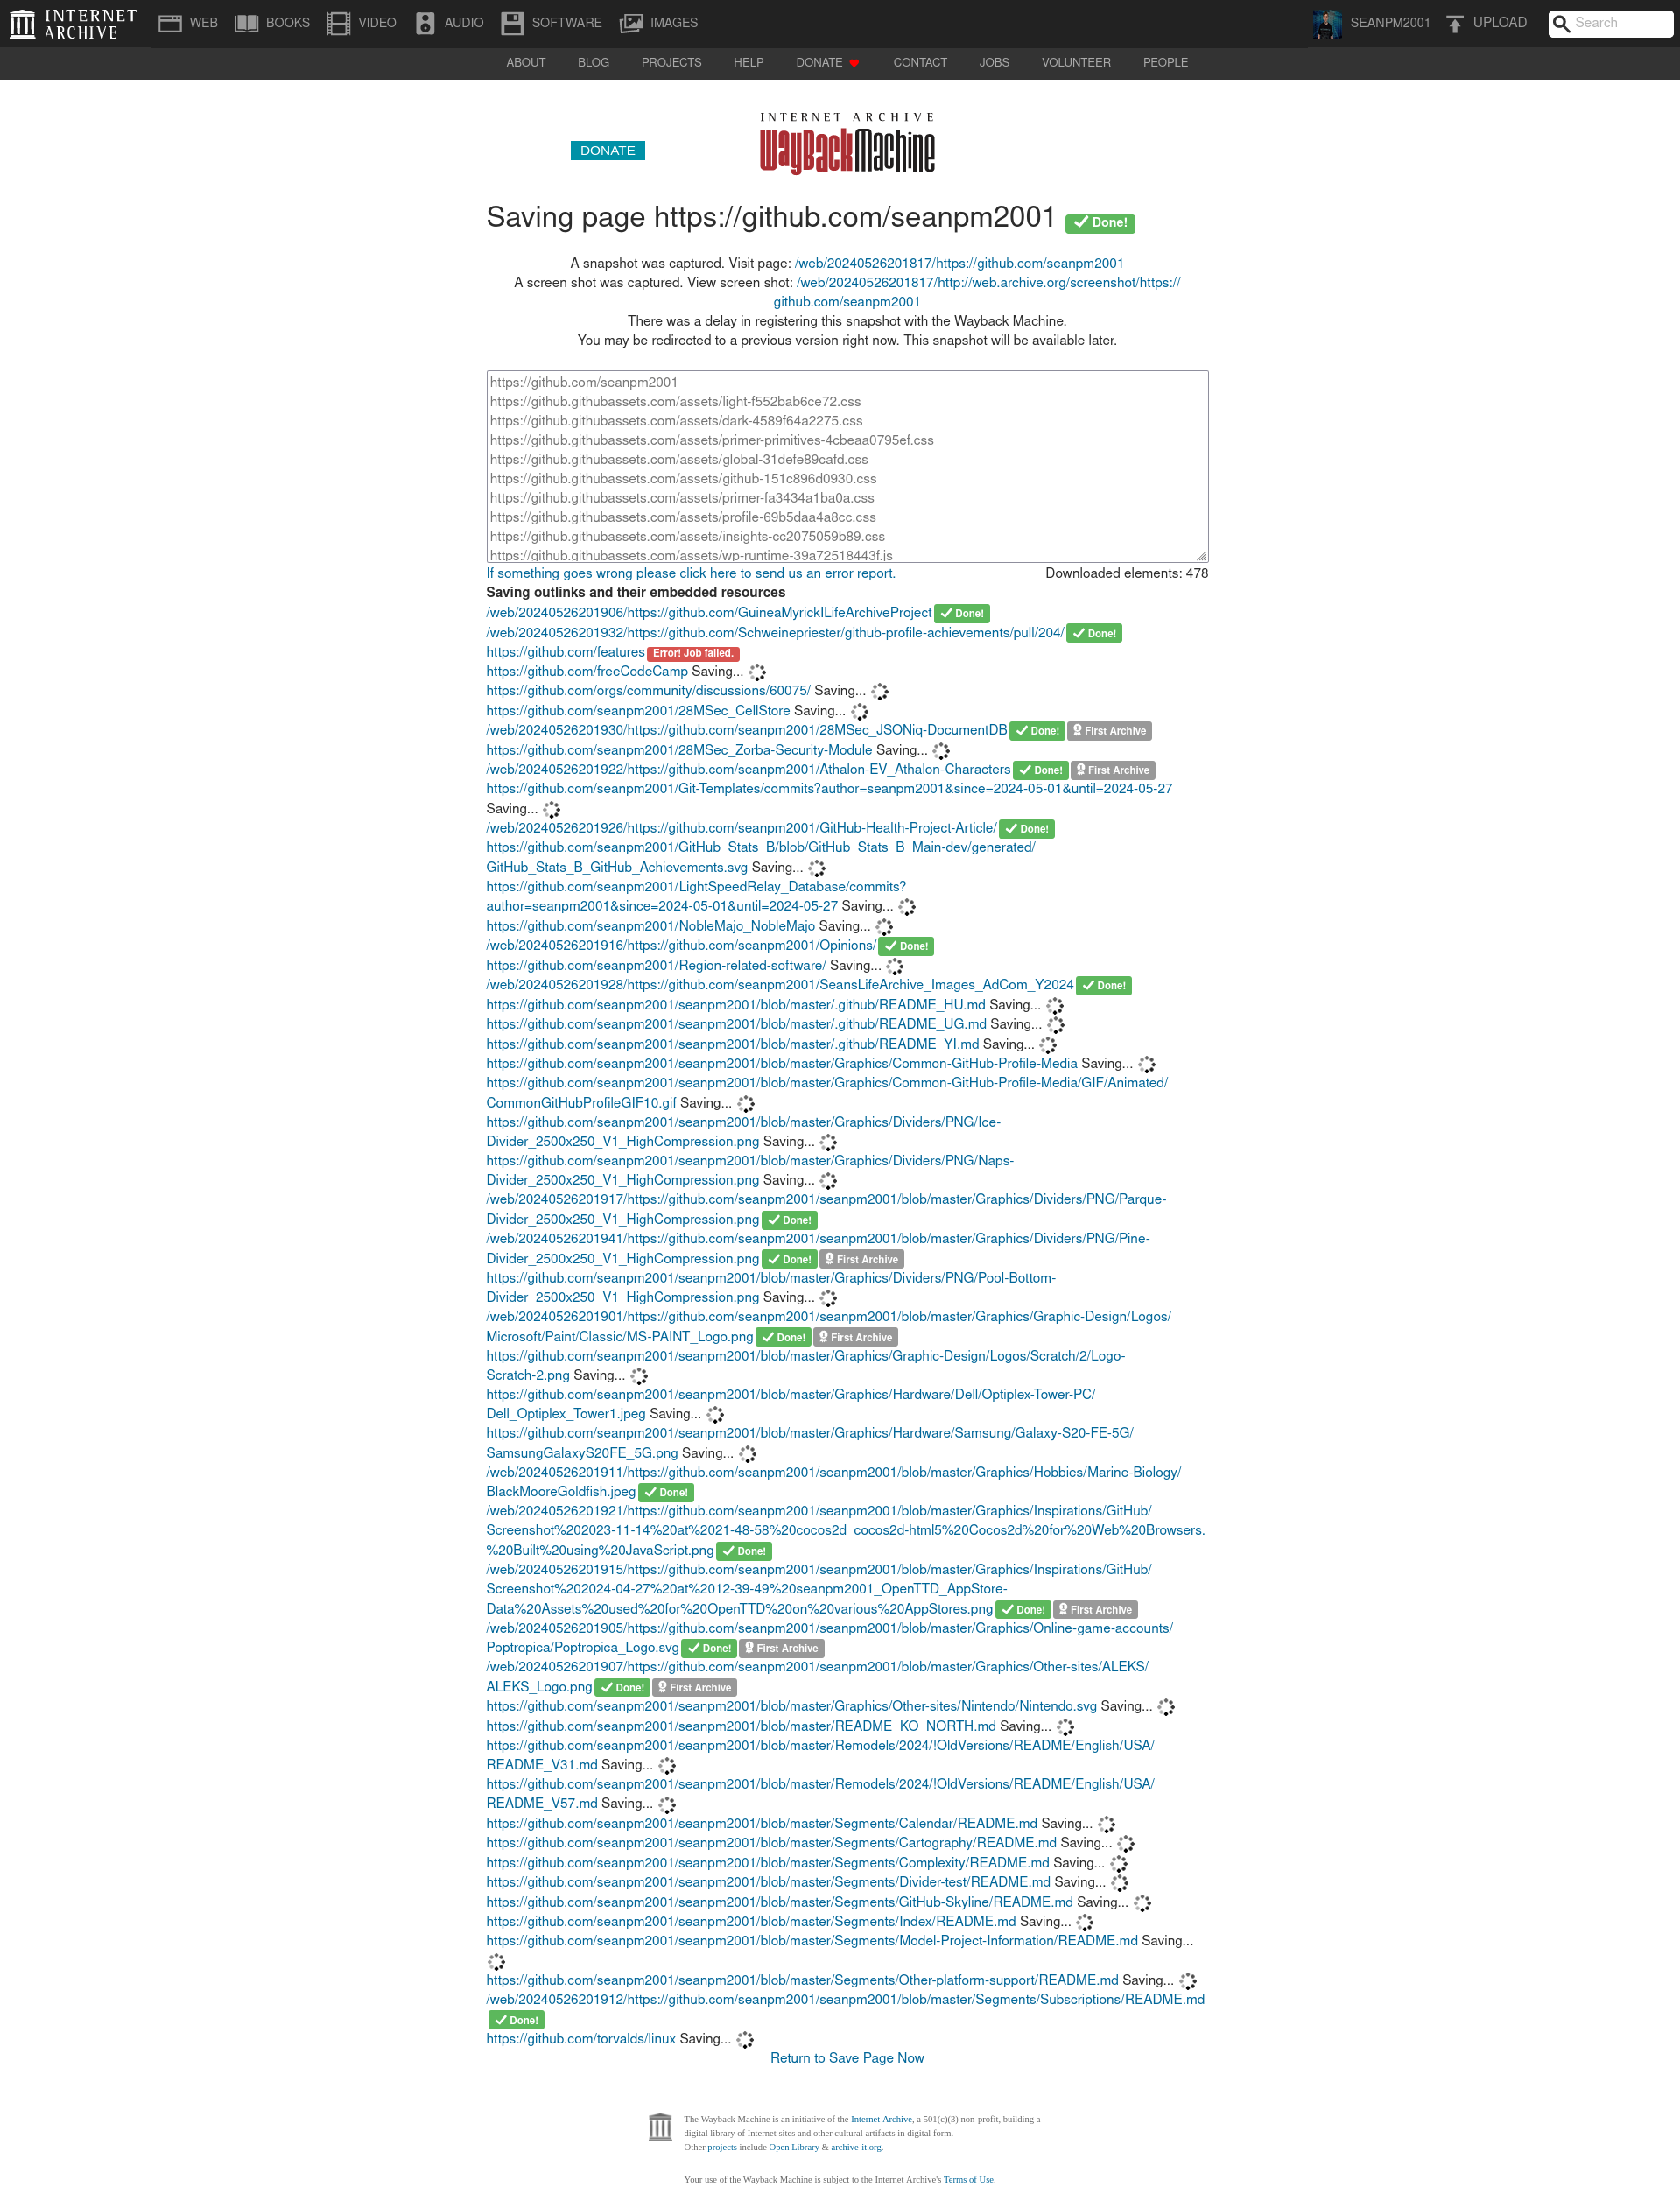 INTERNET ARCHIVE WEB BOOKS VIDEO AUDIO SOFTWARE IMAGES SEANPM2001 UPLOAD Search
ABOUT BLOG PROJECTS HELP DONATE CONTACT JOBS VOLUNTEER PEOPLE
INTERNET ARCHIVE
DONATE WayBackMachine
Saving page https://github.com/seanpm2001 Done!
A snapshot was captured. Visit page: /web/20240526201817/https://github.com/seanpm2001
A screen shot was captured. View screen shot: /web/20240526201817/http://web.archive.org/screenshot/https://
github.com/seanpm2001
There was a delay in registering this snapshot with the Wayback Machine.
You may be redirected to a previous version right now. This snapshot will be available later.
https://github.com/seanpm2001
https://github.githubassets.com/assets/light-f552bab6ce72.css
https://github.githubassets.com/assets/dark-4589f64a2275.css
https://github.githubassets.com/assets/primer-primitives-4cbeaa0795ef.css
https://github.githubassets.com/assets/global-31defe89cafd.css
https://github.githubassets.com/assets/github-151c896d0930.css
https://github.githubassets.com/assets/primer-fa3434a1ba0a.css
https://github.githubassets.com/assets/profile-69b5daa4a8cc.css
https://github.githubassets.com/assets/insights-cc2075059b89.css
https://github.githubassets.com/assets/wp-runtime-39a72518443f.js
If something goes wrong please click here to send us an error report. Downloaded elements: 478
Saving outlinks and their embedded resources
/web/20240526201906/https://github.com/GuineaMyrickILifeArchiveProject Done!
/web/20240526201932/https://github.com/Schweinepriester/github-profile-achievements/pull/204/ Done!
https://github.com/features Error! Job failed.
https://github.com/freeCodeCamp Saving...
https://github.com/orgs/community/discussions/60075/ Saving...
https://github.com/seanpm2001/28MSec_CellStore Saving...
/web/20240526201930/https://github.com/seanpm2001/28MSec_JSONiq-DocumentDB Done! First Archive
https://github.com/seanpm2001/28MSec_Zorba-Security-Module Saving...
/web/20240526201922/https://github.com/seanpm2001/Athalon-EV_Athalon-Characters Done! First Archive
https://github.com/seanpm2001/Git-Templates/commits?author=seanpm2001&since=2024-05-01&until=2024-05-27
Saving...
/web/20240526201926/https://github.com/seanpm2001/GitHub-Health-Project-Article/ Done!
https://github.com/seanpm2001/GitHub_Stats_B/blob/GitHub_Stats_B_Main-dev/generated/
GitHub_Stats_B_GitHub_Achievements.svg Saving...
https://github.com/seanpm2001/LightSpeedRelay_Database/commits?
author=seanpm2001&since=2024-05-01&until=2024-05-27 Saving...
https://github.com/seanpm2001/NobleMajo_NobleMajo Saving...
/web/20240526201916/https://github.com/seanpm2001/Opinions/ Done!
https://github.com/seanpm2001/Region-related-software/ Saving...
/web/20240526201928/https://github.com/seanpm2001/SeansLifeArchive_Images_AdCom_Y2024 Done!
https://github.com/seanpm2001/seanpm2001/blob/master/.github/README_HU.md Saving...
https://github.com/seanpm2001/seanpm2001/blob/master/.github/README_UG.md Saving...
https://github.com/seanpm2001/seanpm2001/blob/master/.github/README_YI.md Saving...
https://github.com/seanpm2001/seanpm2001/blob/master/Graphics/Common-GitHub-Profile-Media Saving...
https://github.com/seanpm2001/seanpm2001/blob/master/Graphics/Common-GitHub-Profile-Media/GIF/Animated/
CommonGitHubProfileGIF10.gif Saving...
https://github.com/seanpm2001/seanpm2001/blob/master/Graphics/Dividers/PNG/Ice-
Divider_2500x250_V1_HighCompression.png Saving...
https://github.com/seanpm2001/seanpm2001/blob/master/Graphics/Dividers/PNG/Naps-
Divider_2500x250_V1_HighCompression.png Saving...
/web/20240526201917/https://github.com/seanpm2001/seanpm2001/blob/master/Graphics/Dividers/PNG/Parque-
Divider_2500x250_V1_HighCompression.png Done!
/web/20240526201941/https://github.com/seanpm2001/seanpm2001/blob/master/Graphics/Dividers/PNG/Pine-
Divider_2500x250_V1_HighCompression.png Done! First Archive
https://github.com/seanpm2001/seanpm2001/blob/master/Graphics/Dividers/PNG/Pool-Bottom-
Divider_2500x250_V1_HighCompression.png Saving...
/web/20240526201901/https://github.com/seanpm2001/seanpm2001/blob/master/Graphics/Graphic-Design/Logos/
Microsoft/Paint/Classic/MS-PAINT_Logo.png Done! First Archive
https://github.com/seanpm2001/seanpm2001/blob/master/Graphics/Graphic-Design/Logos/Scratch/2/Logo-
Scratch-2.png Saving...
https://github.com/seanpm2001/seanpm2001/blob/master/Graphics/Hardware/Dell/Optiplex-Tower-PC/
Dell_Optiplex_Tower1.jpeg Saving...
https://github.com/seanpm2001/seanpm2001/blob/master/Graphics/Hardware/Samsung/Galaxy-S20-FE-5G/
SamsungGalaxyS20FE_5G.png Saving...
/web/20240526201911/https://github.com/seanpm2001/seanpm2001/blob/master/Graphics/Hobbies/Marine-Biology/
BlackMooreGoldfish.jpeg Done!
/web/20240526201921/https://github.com/seanpm2001/seanpm2001/blob/master/Graphics/Inspirations/GitHub/
Screenshot%202023-11-14%20at%2021-48-58%20cocos2d_cocos2d-html5%20Cocos2d%20for%20Web%20Browsers.
%20Built%20using%20JavaScript.png Done!
/web/20240526201915/https://github.com/seanpm2001/seanpm2001/blob/master/Graphics/Inspirations/GitHub/
Screenshot%202024-04-27%20at%2012-39-49%20seanpm2001_OpenTTD_AppStore-
Data%20Assets%20used%20for%20OpenTTD%20on%20various%20AppStores.png Done! First Archive
/web/20240526201905/https://github.com/seanpm2001/seanpm2001/blob/master/Graphics/Online-game-accounts/
Poptropica/Poptropica_Logo.svg Done! First Archive
/web/20240526201907/https://github.com/seanpm2001/seanpm2001/blob/master/Graphics/Other-sites/ALEKS/
ALEKS_Logo.png Done! First Archive
https://github.com/seanpm2001/seanpm2001/blob/master/Graphics/Other-sites/Nintendo/Nintendo.svg Saving...
https://github.com/seanpm2001/seanpm2001/blob/master/README_KO_NORTH.md Saving...
https://github.com/seanpm2001/seanpm2001/blob/master/Remodels/2024/!OldVersions/README/English/USA/
README_V31.md Saving...
https://github.com/seanpm2001/seanpm2001/blob/master/Remodels/2024/!OldVersions/README/English/USA/
README_V57.md Saving...
https://github.com/seanpm2001/seanpm2001/blob/master/Segments/Calendar/README.md Saving...
https://github.com/seanpm2001/seanpm2001/blob/master/Segments/Cartography/README.md Saving...
https://github.com/seanpm2001/seanpm2001/blob/master/Segments/Complexity/README.md Saving...
https://github.com/seanpm2001/seanpm2001/blob/master/Segments/Divider-test/README.md Saving...
https://github.com/seanpm2001/seanpm2001/blob/master/Segments/GitHub-Skyline/README.md Saving...
https://github.com/seanpm2001/seanpm2001/blob/master/Segments/Index/README.md Saving...
https://github.com/seanpm2001/seanpm2001/blob/master/Segments/Model-Project-Information/README.md Saving...
https://github.com/seanpm2001/seanpm2001/blob/master/Segments/Other-platform-support/README.md Saving...
/web/20240526201912/https://github.com/seanpm2001/seanpm2001/blob/master/Segments/Subscriptions/README.md
Done!
https://github.com/torvalds/linux Saving...
Return to Save Page Now
The Wayback Machine is an initiative of the Internet Archive, a 501(c)(3) non-profit, building a
digital library of Internet sites and other cultural artifacts in digital form.
Other projects include Open Library & archive-it.org.
Your use of the Wayback Machine is subject to the Internet Archive's Terms of Use.